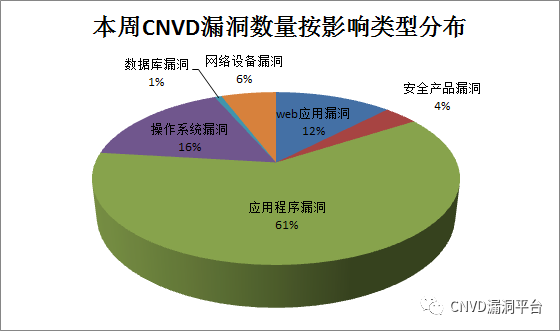 本周CNVD漏洞数量按影响类型分布
网络设备漏洞
6%
数据库漏洞
1%
安全产品漏洞
4%
web应用漏洞
12%
操作系统漏洞
16%
应用程序漏洞
61%
CNVD漏洞平台